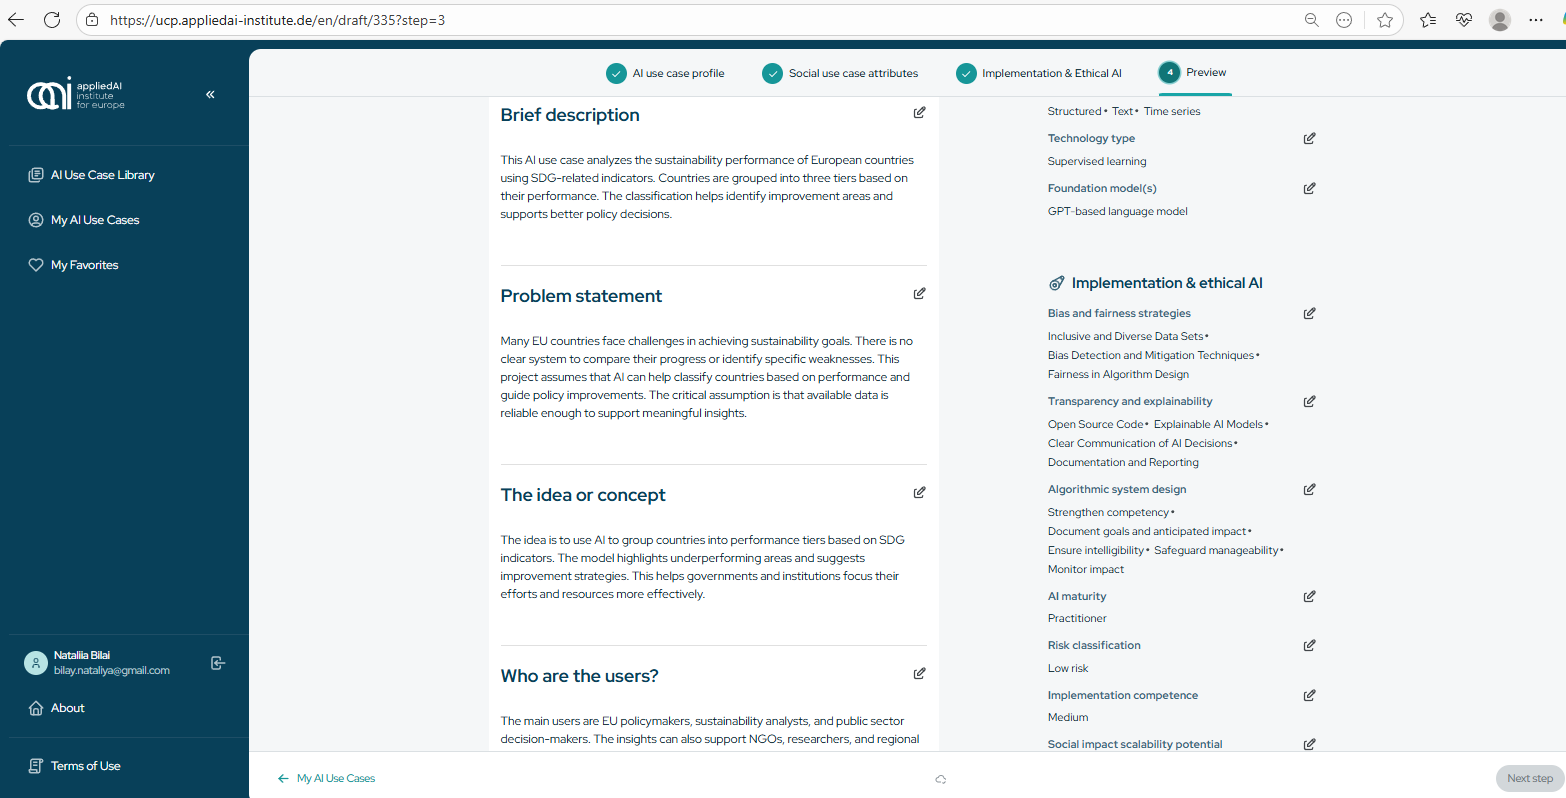 https://ucp.appliedai-institute.de/en/draft/335?step=3
appliedAI
institute
for europe
AI Use Case Library
My AI Use Cases
My Favorites
Nataliia Bilai
bilay.nataliya@gmail.com
About
Terms of Use
AI use case profile
Social use case attributes
Implementation & Ethical AI
4 Preview
Brief description
This AI use case analyzes the sustainability performance of European countries
using SDG-related indicators. Countries are grouped into three tiers based on
their performance. The classification helps identify improvement areas and
supports better policy decisions.
Problem statement
Many EU countries face challenges in achieving sustainability goals. There is no
clear system to compare their progress or identify specific weaknesses. This
project assumes that AI can help classify countries based on performance and
guide policy improvements. The critical assumption is that available data is
reliable enough to support meaningful insights.
The idea or concept
The idea is to use AI to group countries into performance tiers based on SDG
indicators. The model highlights underperforming areas and suggests
improvement strategies. This helps governments and institutions focus their
efforts and resources more effectively.
Who are the users?
The main users are EU policymakers, sustainability analysts, and public sector
decision-makers. The insights can also support NGOs, researchers, and regional
Structured• Text• Time series
Technology type
Supervised learning
Foundation model(s)
GPT-based language model
Implementation & ethical AI
Bias and fairness strategies
Inclusive and Diverse Data Sets•
Bias Detection and Mitigation Techniques•
Fairness in Algorithm Design
Transparency and explainability
Open Source Code• Explainable AI Models•
Clear Communication of AI Decisions•
Documentation and Reporting
Algorithmic system design
Strengthen competency•
Document goals and anticipated impact•
Ensure intelligibility• Safeguard manageability•
Monitor impact
AI maturity
Practitioner
Risk classification
Low risk
Implementation competence
Medium
Social impact scalability potential
My AI Use Cases
Next step